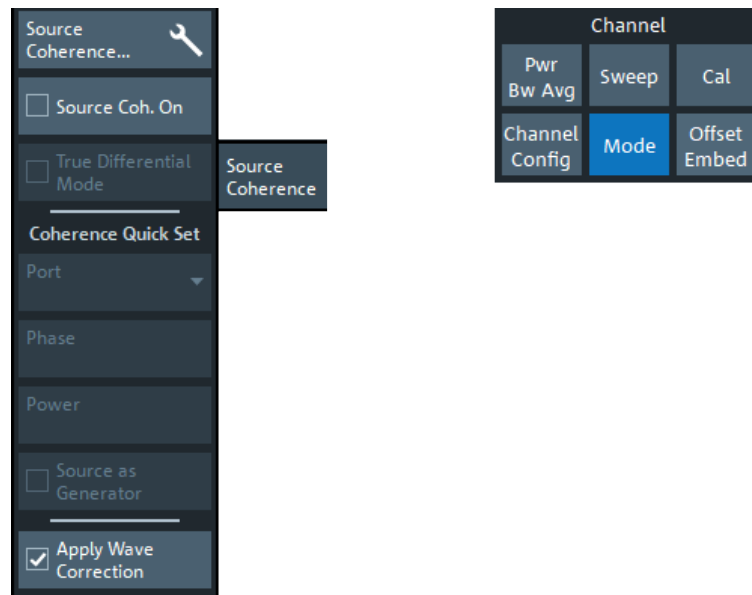 Source
Coherence...
Source Coh. On
True Differential
Mode
Source
Coherence
Coherence Quick Set
Port
Phase
Power
Source as
Generator
Apply Wave
Correction
Channel
Pwr
Bw Avg
Sweep
Cal
Channel
Config
Mode
Offset
Embed